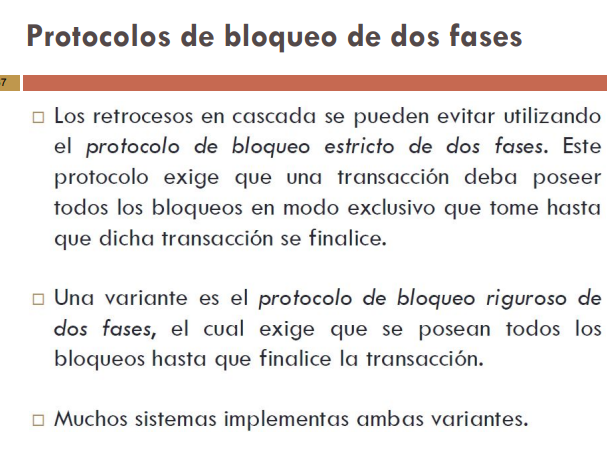 Protocolos de bloqueo de dos fases
7
Los retrocesos en cascada se pueden evitar utilizando
el protocolo de bloqueo estricto de dos fases. Este
protocolo exige que una transacción deba poseer
todos los bloqueos en modo exclusivo que tome hasta
que dicha transacción se finalice.
Una variante es el protocolo de bloqueo riguroso de
dos fases, el cual exige que se posean todos los
bloqueos hasta que finalice la transacción.
Muchos sistemas implementas ambas variantes.